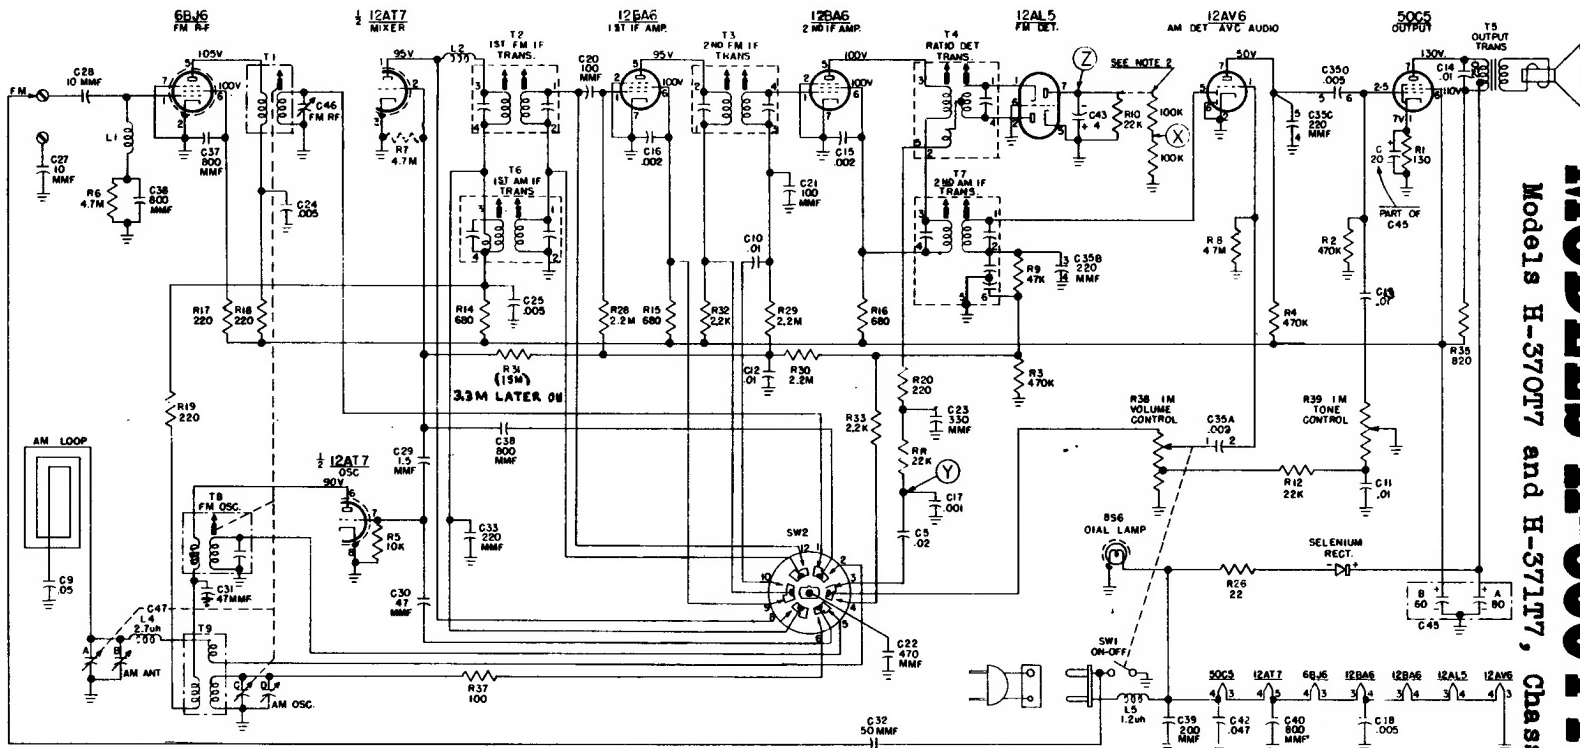 6BJ6
FM R-F
½ 12AT7
MIXER
12BA6
1ST IF AMP.
12BA6
2ND IF AMP.
12AL5
FM DET.
12AV6
AM DET AVC AUDIO
50C5
OUTPUT
T5
OUTPUT
TRANS
FM
C28
10 MMF
105V
100V
T1
C46
FM RF
95V
L2
T2
1ST FM IF
TRANS.
C20
100
MMF
95V
100V
T3
2ND FM IF
TRANS.
100V
100V
T4
RATIO DET
TRANS
Z
SEE NOTE 2
C43
4
R10
22K
100K
X
100K
50V
C35D
.005
C35C
220
MMF
130V
C14
.01
110V
7V
C
20
R1
130
PART OF
C45
C27
10
MMF
L1
R6
4.7M
C38
800
MMF
C37
800
MMF
C24
.005
R7
4.7M
T6
1ST AM IF
TRANS
C16
.002
C15
.002
C21
100
MMF
C10
.01
T7
2ND AM IF
TRANS.
R9
47K
C35B
220
MMF
R8
4.7M
R2
470K
.01
R17
220
R18
220
R14
680
C25
.005
R28
2.2M
R15
680
R32
2.2K
R29
2.2M
R16
680
R4
470K
R35
820
R31
(15M)
3.3M LATER ON
C12
.01
R30
2.2M
R3
470K
R19
220
R20
220
R33
2.2K
C23
330
MMF
R38 1M
VOLUME
CONTROL
C35A
.002
R39 1M
TONE
CONTROL
AM LOOP
C9
.05
½ 12AT7
OSC
90V
C29
1.5
MMF
C38
800
MMF
22K
Y
C17
.001
R12
22K
C11
.01
T8
FM OSC.
R5
10K
C33
220
MMF
SW2
C5
.02
BS6
DIAL LAMP
SELENIUM
RECT.
C31
47MMF
C30
47
MMF
R26
22
B
60
A
80
C45
C47
L4
2.7uh
T9
A
B
AM ANT
C
D
AM OSC.
R37
100
C22
470
MMF
SW1
ON-OFF
L5
1.2uh
50C5
12AT7
6BJ6
12BA6
12BA6
12AL5
12AV6
C39
200
MMF
C42
.047
C40
800
MMF
C18
.005
C32
50 MMF
Models H-370T7 and H-371T7, Chass